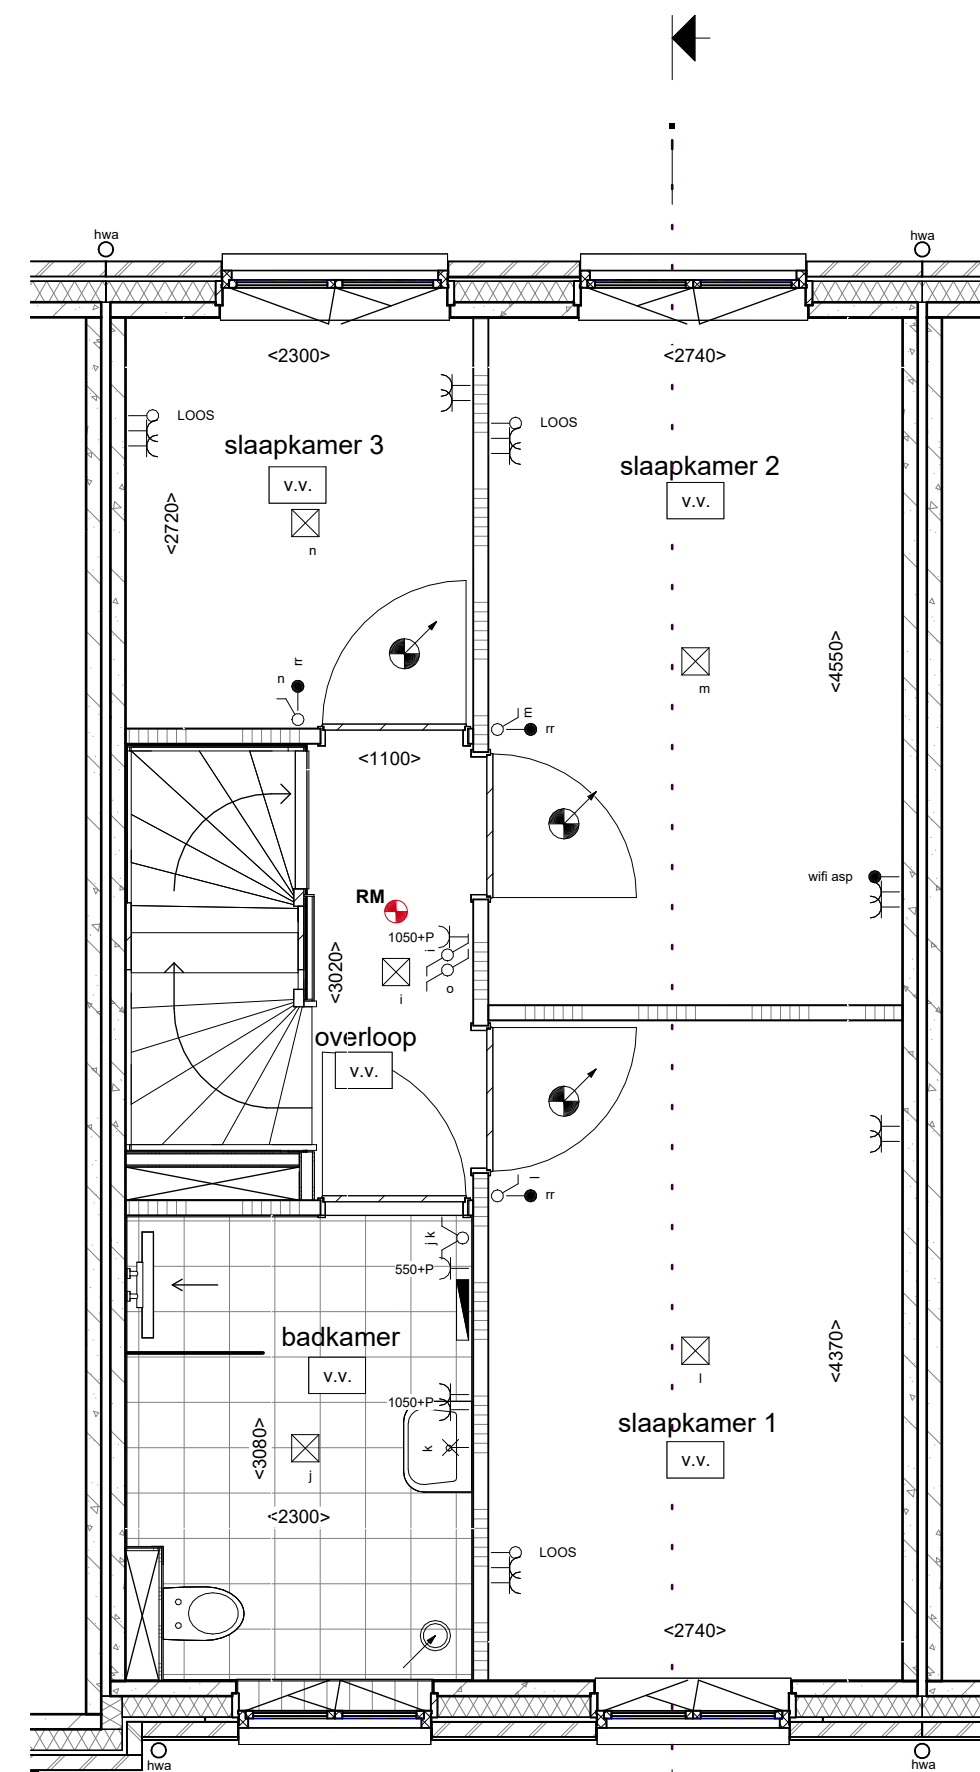 hwa
hwa
<2300>
<2740>
LOOS
LOOS
slaapkamer 3
slaapkamer 2
v.v.
v.v.
<2720>
n
<4550>
m
rr
n
m
rr
<1100>
wifi asp
RM
1050+P
i
<3020>
i
o
overloop
v.v.
l
rr
j k
550+P
badkamer
v.v.
<4370>
l
1050+P
slaapkamer 1
k
<3080>
v.v.
j
<2300>
LOOS
<2740>
hwa
hwa